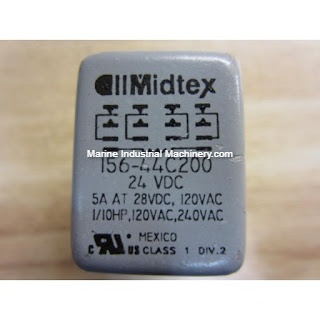 Midtex
Marine Industrial Machinery.com
156-44C200
24 VDC
5A AT 28VDC, 120VAC
1/10HP,120VAC,240VAC
MEXICO
C US CLASS 1 DIV.2